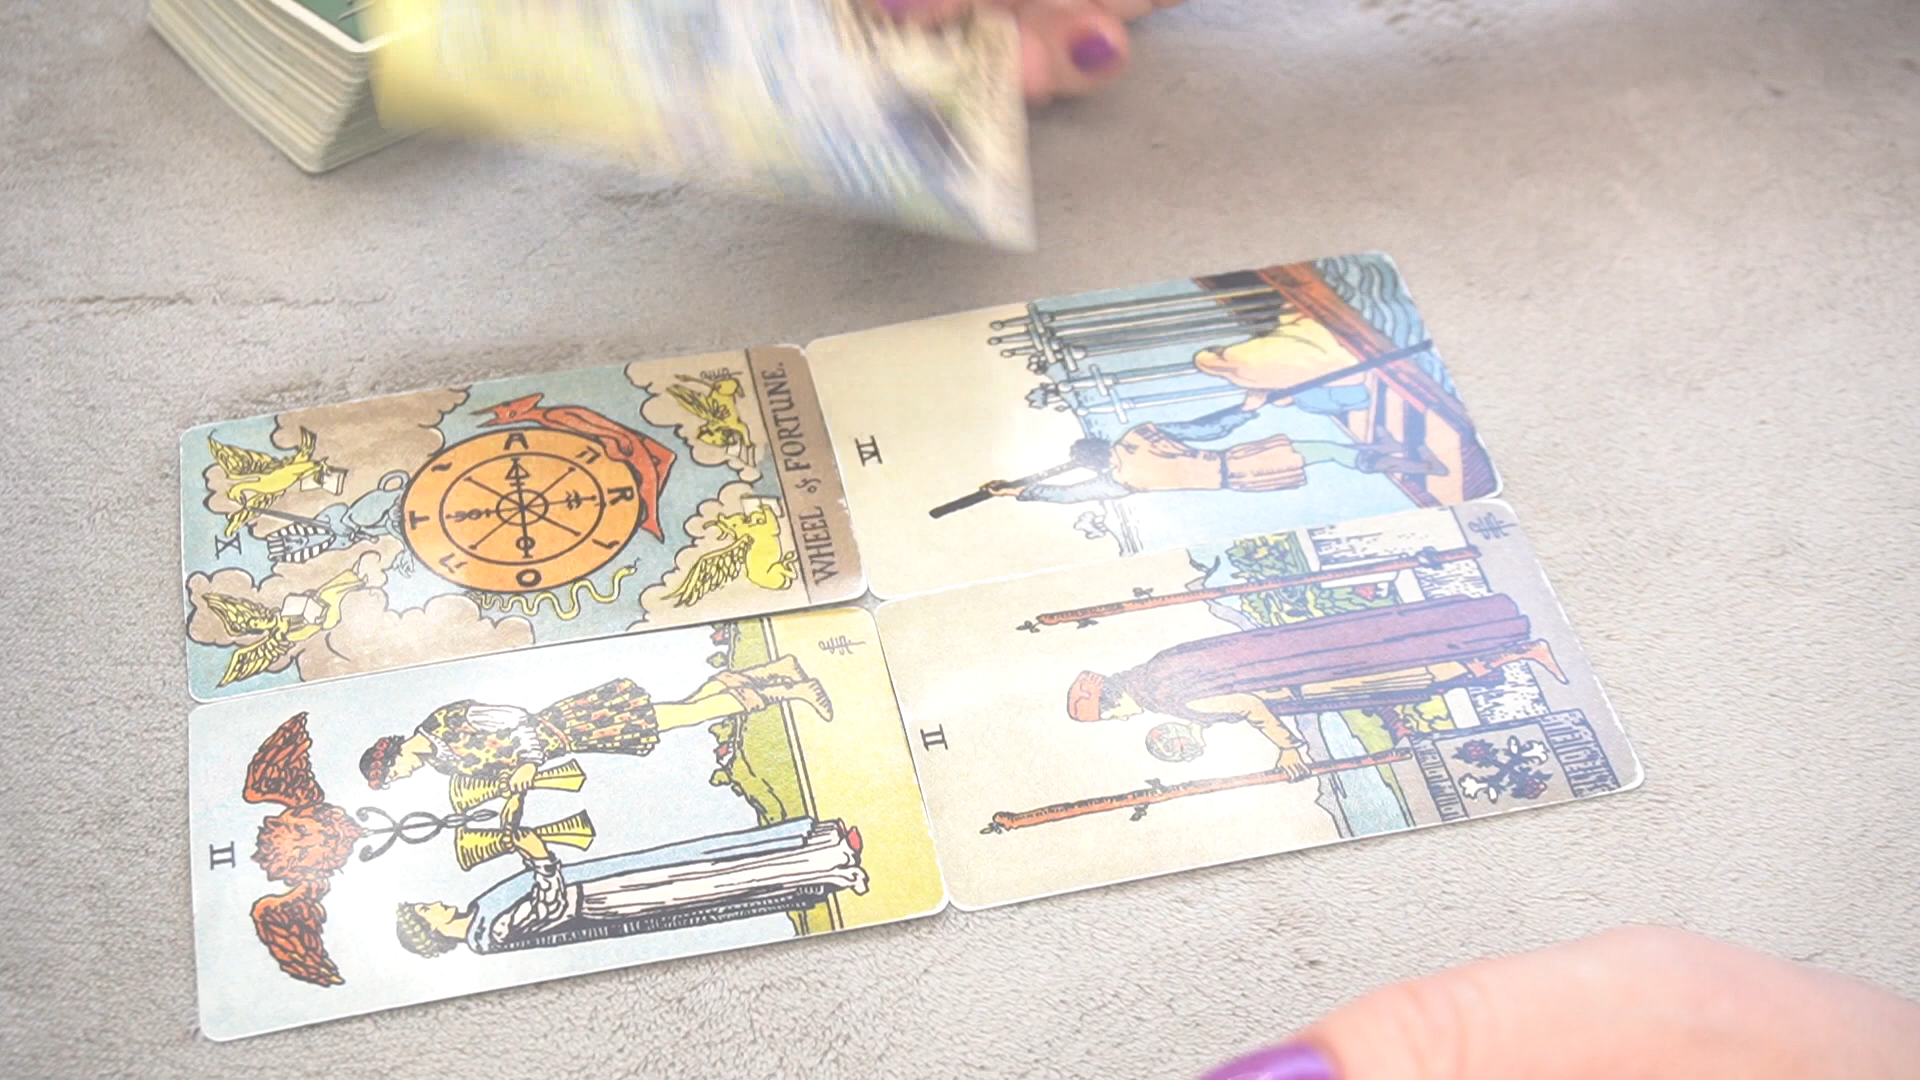 X
WHEEL of FORTUNE.
T
A
R
O
VI
II
II